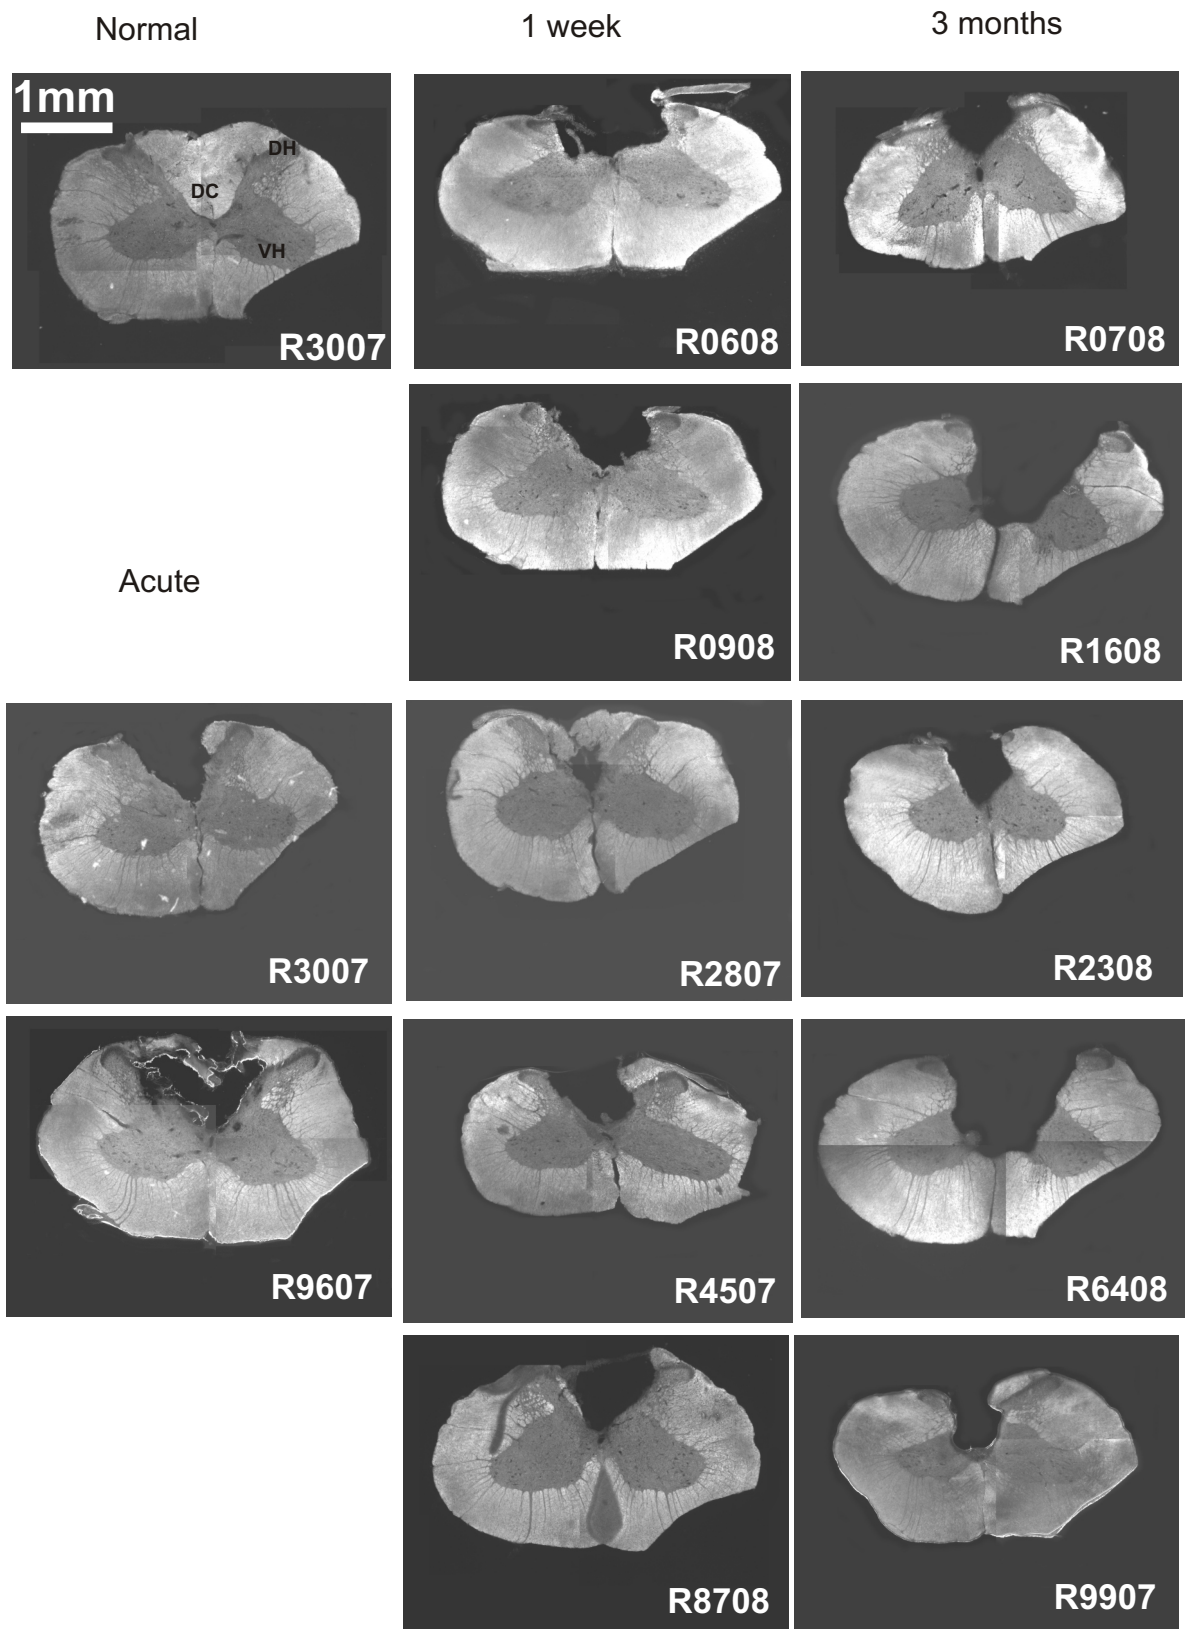 Normal
1 week
3 months
1mm
DH
DC
VH
R3007
R0608
R0708
R0908
R1608
Acute
R3007
R2807
R2308
R9607
R4507
R6408
R8708
R9907